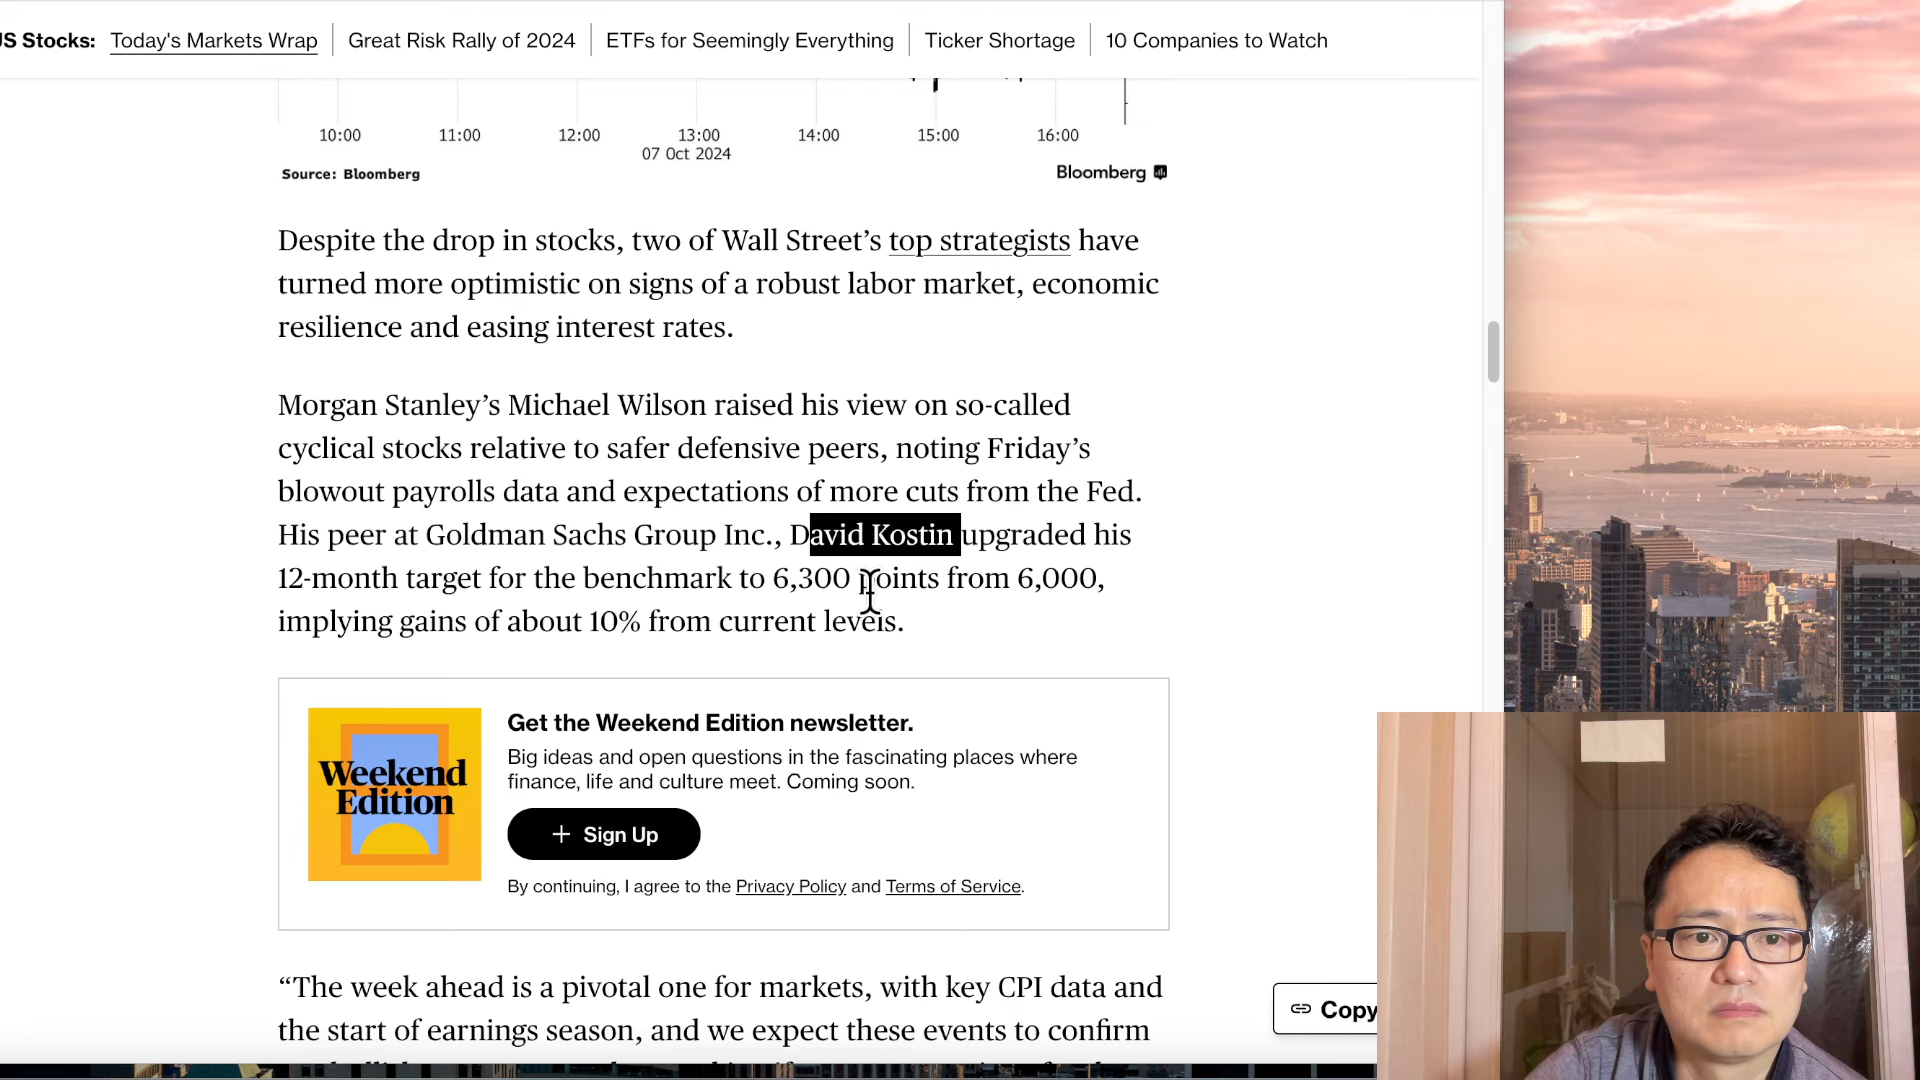 US Stocks: Today's Markets Wrap Great Risk Rally of 2024 ETFs for Seemingly Everything Ticker Shortage 10 Companies to Watch
10:00 11:00 12:00 13:00 14:00 15:00 16:00
07 Oct 2024
Source: Bloomberg Bloomberg
Despite the drop in stocks, two of Wall Street’s top strategists have
turned more optimistic on signs of a robust labor market, economic
resilience and easing interest rates.
Morgan Stanley’s Michael Wilson raised his view on so-called
cyclical stocks relative to safer defensive peers, noting Friday’s
blowout payrolls data and expectations of more cuts from the Fed.
His peer at Goldman Sachs Group Inc., David Kostin upgraded his
12-month target for the benchmark to 6,300 points from 6,000,
implying gains of about 10% from current levels.
Weekend
Edition
Get the Weekend Edition newsletter.
Big ideas and open questions in the fascinating places where
finance, life and culture meet. Coming soon.
+ Sign Up
By continuing, I agree to the Privacy Policy and Terms of Service.
“The week ahead is a pivotal one for markets, with key CPI data and
the start of earnings season, and we expect these events to confirm
Copy